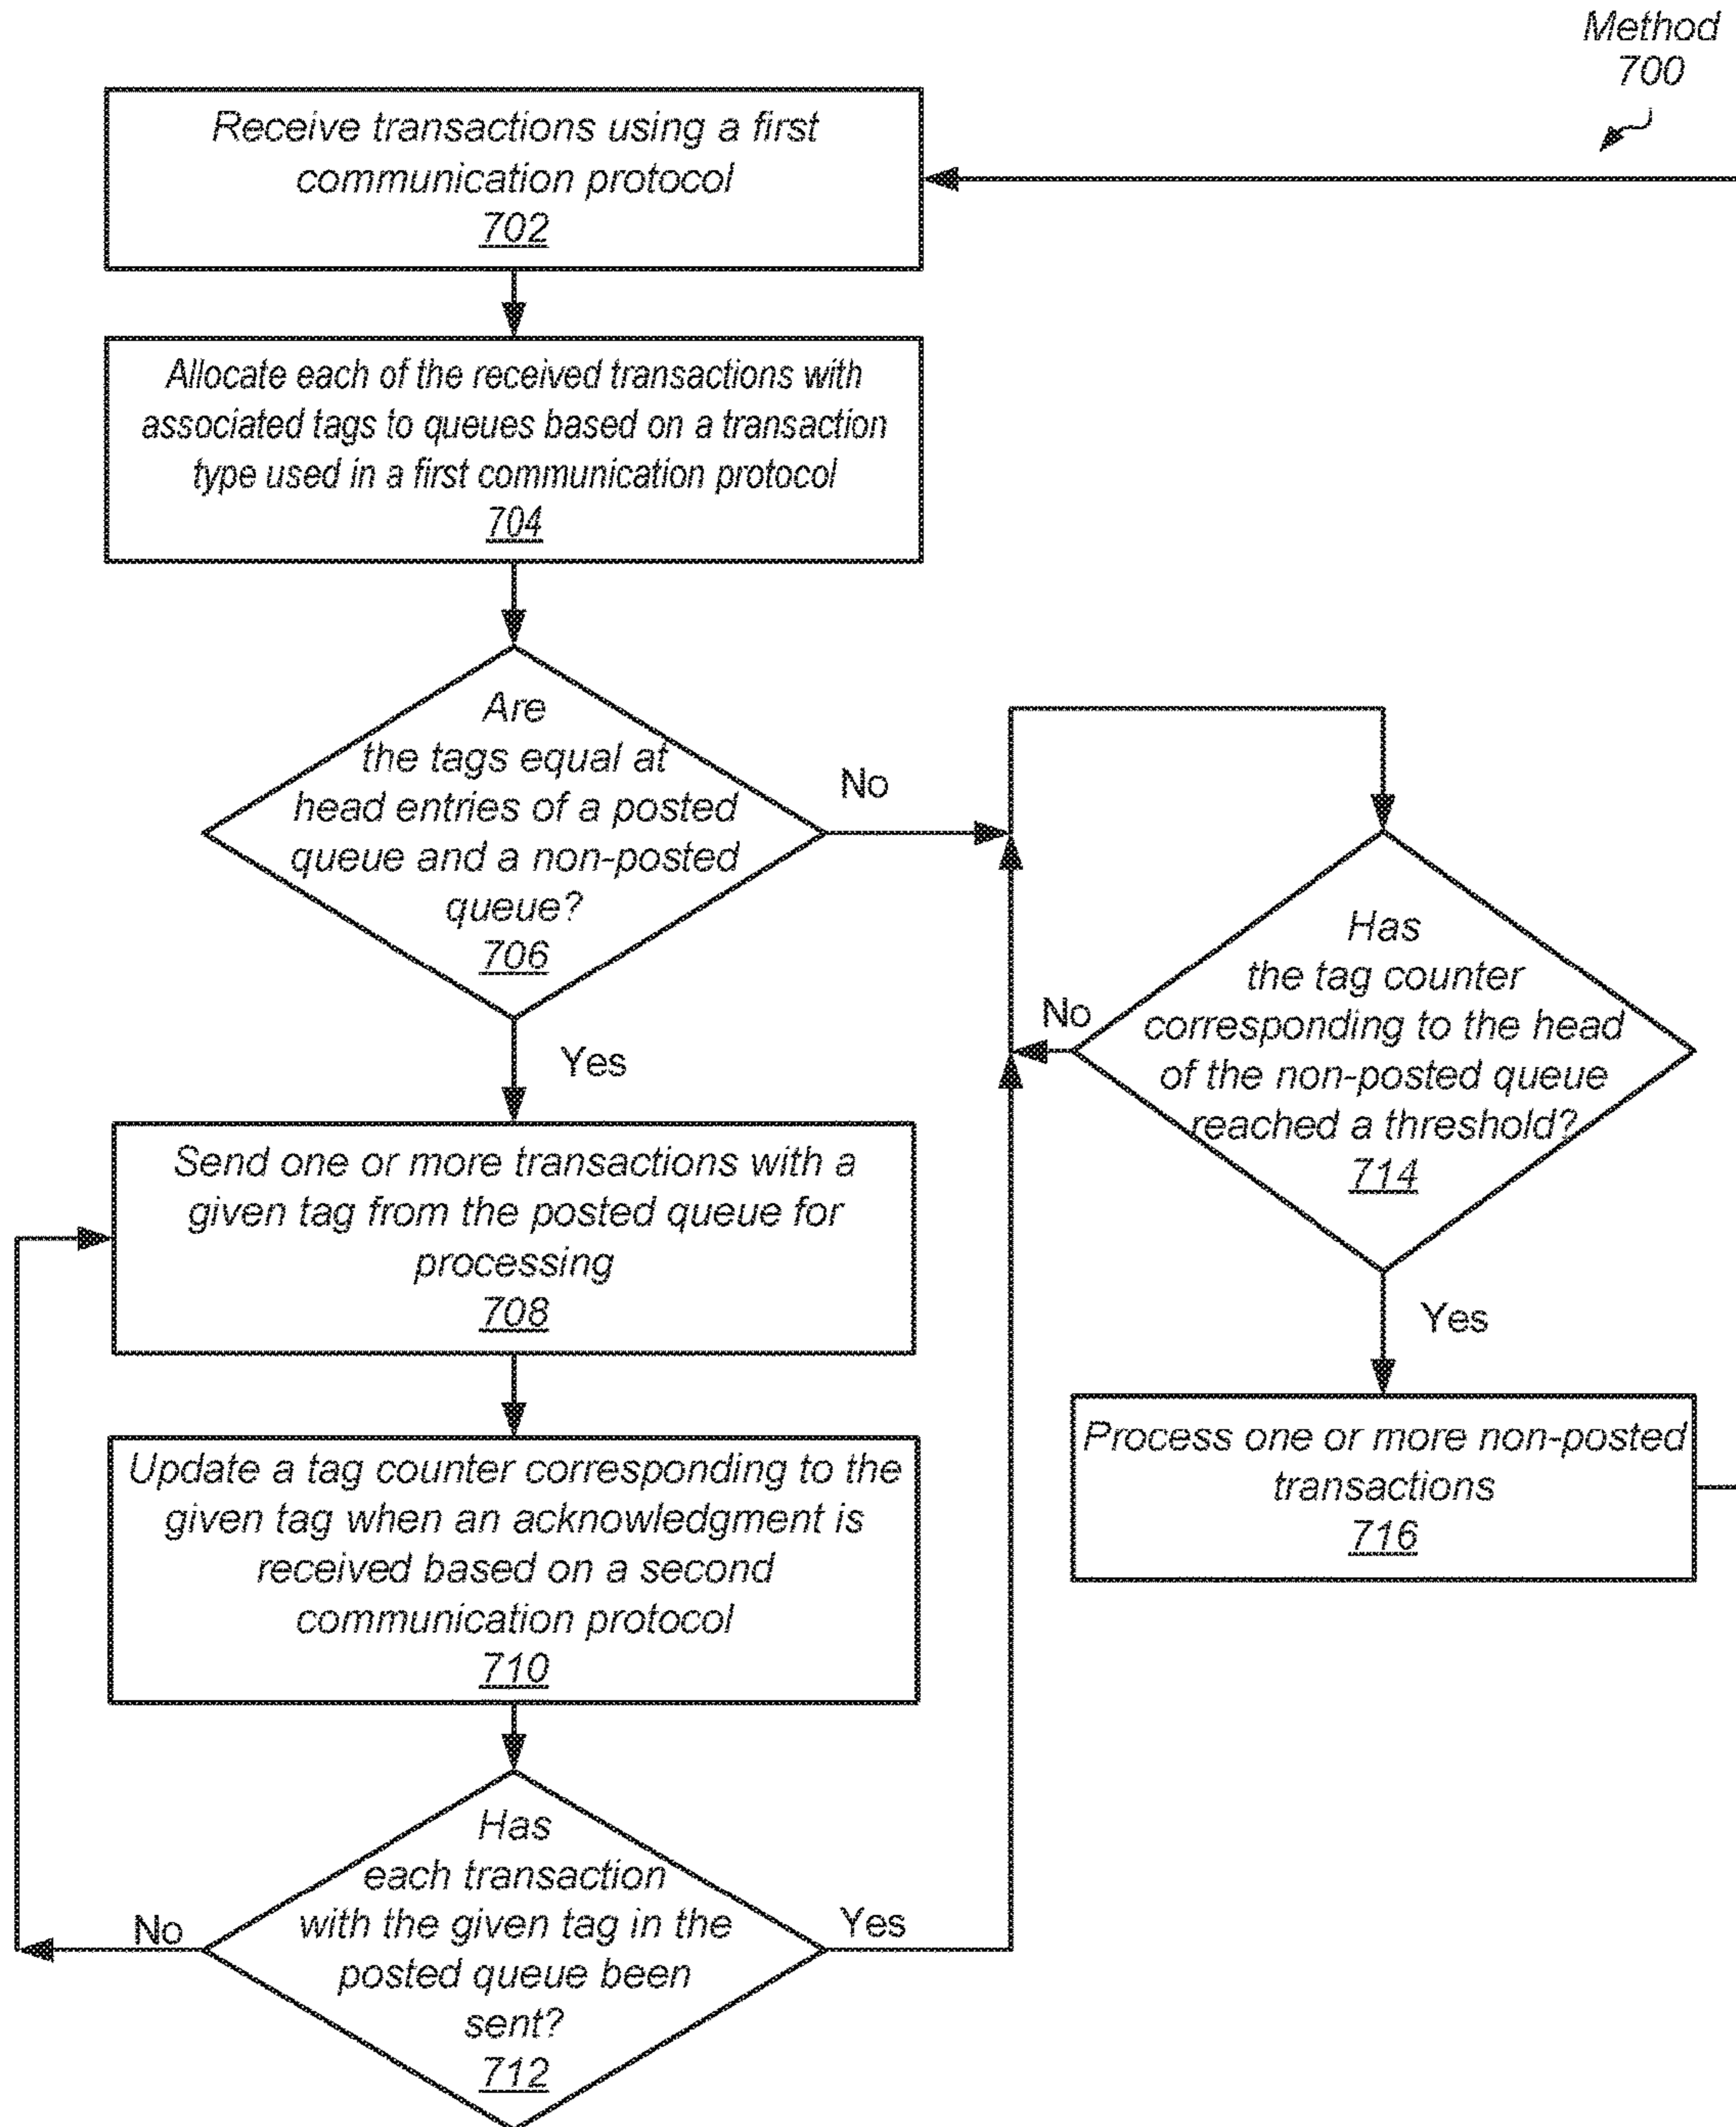 Method
700
Receive transactions using a first
communication protocol
702
Allocate each of the received transactions with
associated tags to queues based on a transaction
type used in a first communication protocol
704
Are
the tags equal at
head entries of a posted
queue and a non-posted
queue?
706
No
Yes
Has
the tag counter
corresponding to the head
of the non-posted queue
reached a threshold?
714
No
Yes
Send one or more transactions with a
given tag from the posted queue for
processing
708
Process one or more non-posted
transactions
716
Update a tag counter corresponding to the
given tag when an acknowledgment is
received based on a second
communication protocol
710
Has
each transaction
with the given tag in the
posted queue been
sent?
712
No
Yes